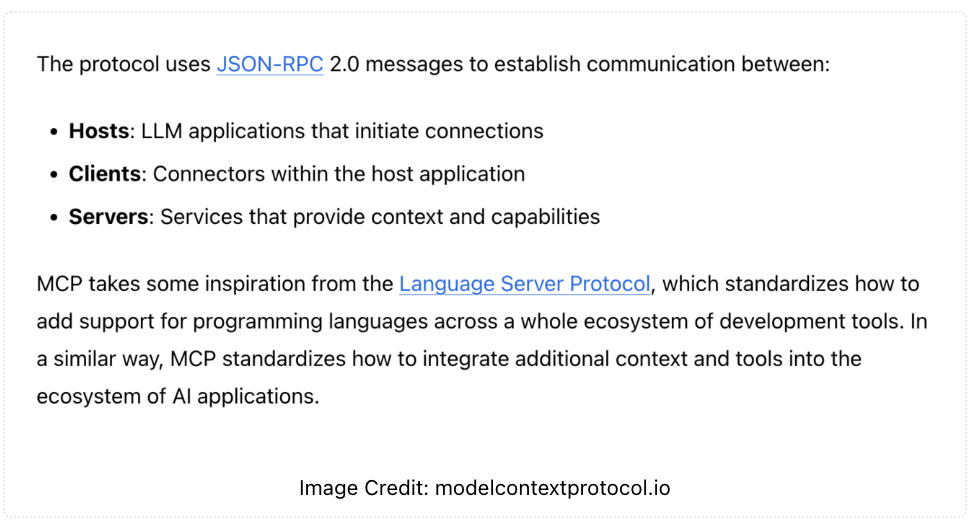 The protocol uses JSON-RPC 2.0 messages to establish communication between:
• Hosts: LLM applications that initiate connections
• Clients: Connectors within the host application
• Servers: Services that provide context and capabilities
MCP takes some inspiration from the Language Server Protocol, which standardizes how to
add support for programming languages across a whole ecosystem of development tools. In
a similar way, MCP standardizes how to integrate additional context and tools into the
ecosystem of AI applications.
Image Credit: modelcontextprotocol.io